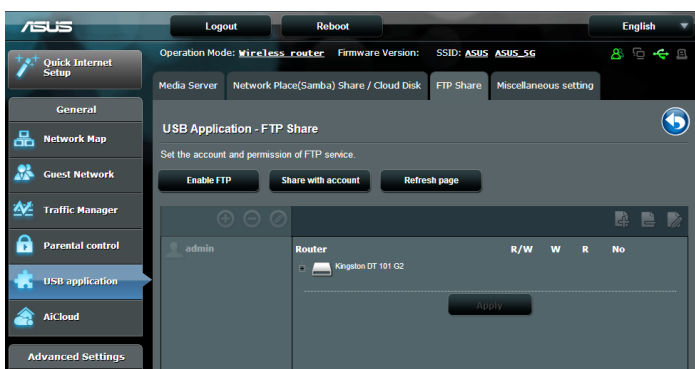 ASUS Logout Reboot English
Operation Mode: Wireless router Firmware Version: SSID: ASUS ASUS_5G
Quick Internet Setup
General
Network Map
Guest Network
Traffic Manager
Parental control
USB application
AiCloud
Advanced Settings
Media Server Network Place(Samba) Share / Cloud Disk FTP Share Miscellaneous setting
USB Application - FTP Share
Set the account and permission of FTP service.
Enable FTP Share with account Refresh page
admin
Router R/W W R No
Kingston DT 101 G2
Apply